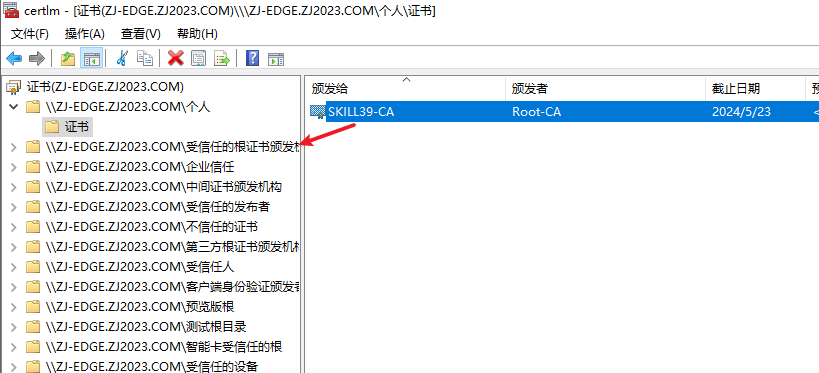 certlm - [证书(ZJ-EDGE.ZJ2023.COM)\\\ZJ-EDGE.ZJ2023.COM\个人\证书]
文件(F) 操作(A) 查看(V) 帮助(H)
证书(ZJ-EDGE.ZJ2023.COM)
\\ZJ-EDGE.ZJ2023.COM\个人
证书
\\ZJ-EDGE.ZJ2023.COM\受信任的根证书颁发机
\\ZJ-EDGE.ZJ2023.COM\企业信任
\\ZJ-EDGE.ZJ2023.COM\中间证书颁发机构
\\ZJ-EDGE.ZJ2023.COM\受信任的发布者
\\ZJ-EDGE.ZJ2023.COM\不信任的证书
\\ZJ-EDGE.ZJ2023.COM\第三方根证书颁发机构
\\ZJ-EDGE.ZJ2023.COM\受信任人
\\ZJ-EDGE.ZJ2023.COM\客户端身份验证颁发者
\\ZJ-EDGE.ZJ2023.COM\预览版根
\\ZJ-EDGE.ZJ2023.COM\测试根目录
\\ZJ-EDGE.ZJ2023.COM\智能卡受信任的根
\\ZJ-EDGE.ZJ2023.COM\受信任的设备
颁发给 颁发者 截止日期 预
SKILL39-CA Root-CA 2024/5/23 <